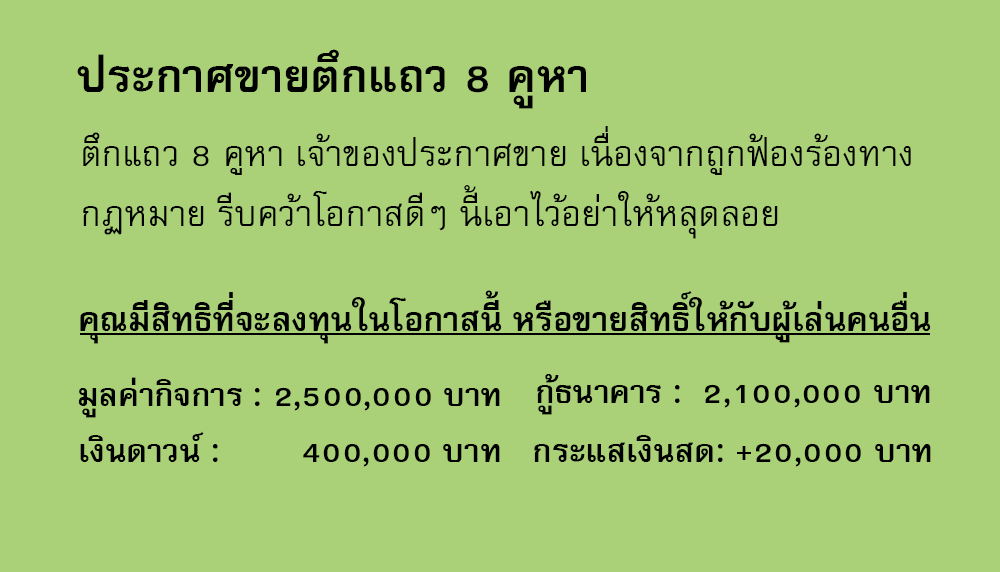 ประกาศขายตึกแถว 8 คูหา
ตึกแถว 8 คูหา เจ้าของประกาศขาย เนื่องจากถูกฟ้องร้องทาง
กฏหมาย รีบคว้าโอกาสดีๆ นี้เอาไว้อย่าให้หลุดลอย
คุณมีสิทธิที่จะลงทุนในโอกาสนี้ หรือขายสิทธิ์ให้กับผู้เล่นคนอื่น
มูลค่ากิจการ : 2,500,000 บาท กู้ธนาคาร : 2,100,000 บาท
เงินดาวน์ : 400,000 บาท กระแสเงินสด: +20,000 บาท